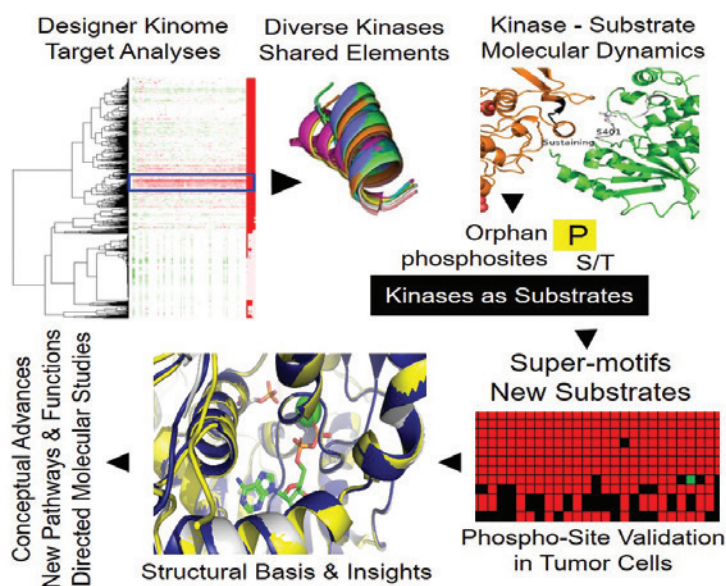 Designer Kinome
Target Analyses
Diverse Kinases
Shared Elements
Kinase - Substrate
Molecular Dynamics
Sustaining
S401
Orphan
phosphosites
P
S/T
Kinases as Substrates
Super-motifs
New Substrates
Phospho-Site Validation
in Tumor Cells
Structural Basis & Insights
Conceptual Advances
New Pathways & Functions
Directed Molecular Studies